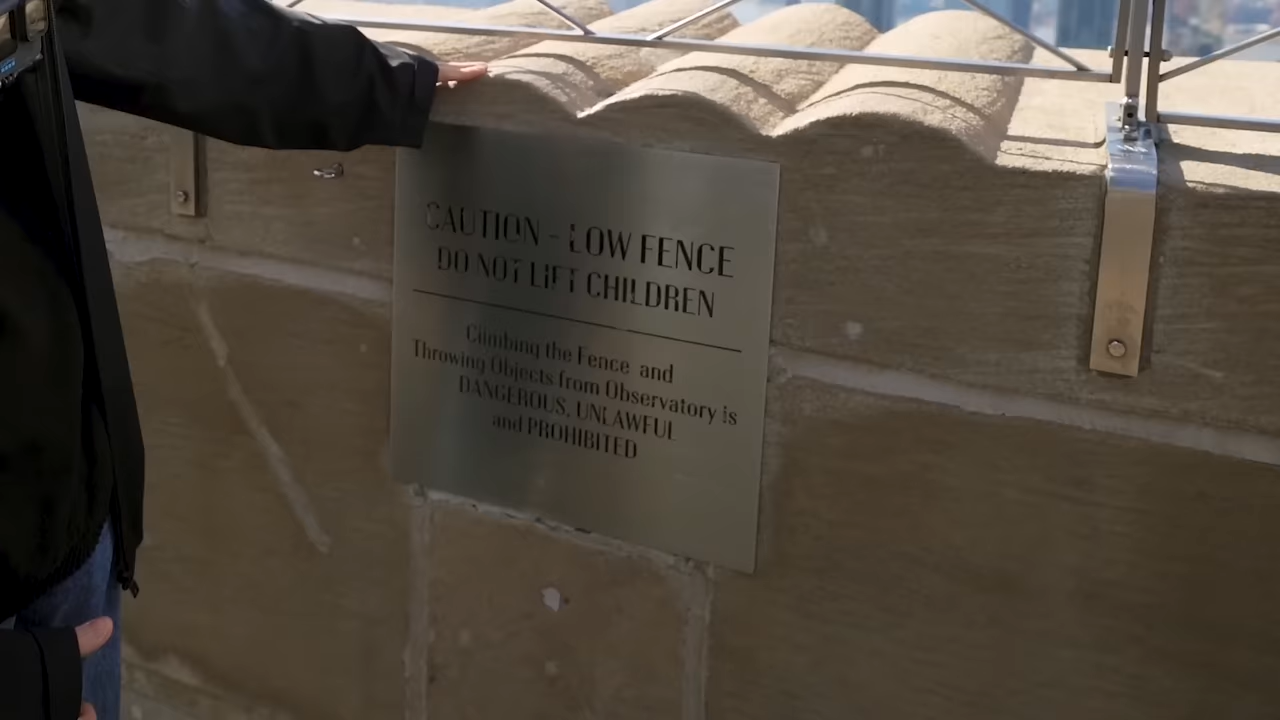 CAUTION - LOW FENCE
DO NOT LIFT CHILDREN
Climbing the Fence and
Throwing Objects from Observatory is
DANGEROUS, UNLAWFUL
and PROHIBITED